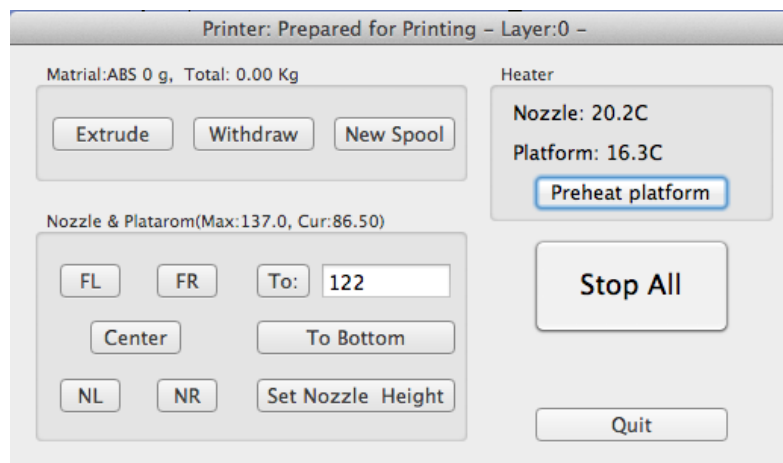 Printer: Prepared for Printing - Layer:0 -
Matrial:ABS 0 g, Total: 0.00 Kg
Extrude
Withdraw
New Spool
Heater
Nozzle: 20.2C
Platform: 16.3C
Preheat platform
Nozzle & Platarom(Max:137.0, Cur:86.50)
FL
FR
To:
122
Center
To Bottom
NL
NR
Set Nozzle Height
Stop All
Quit